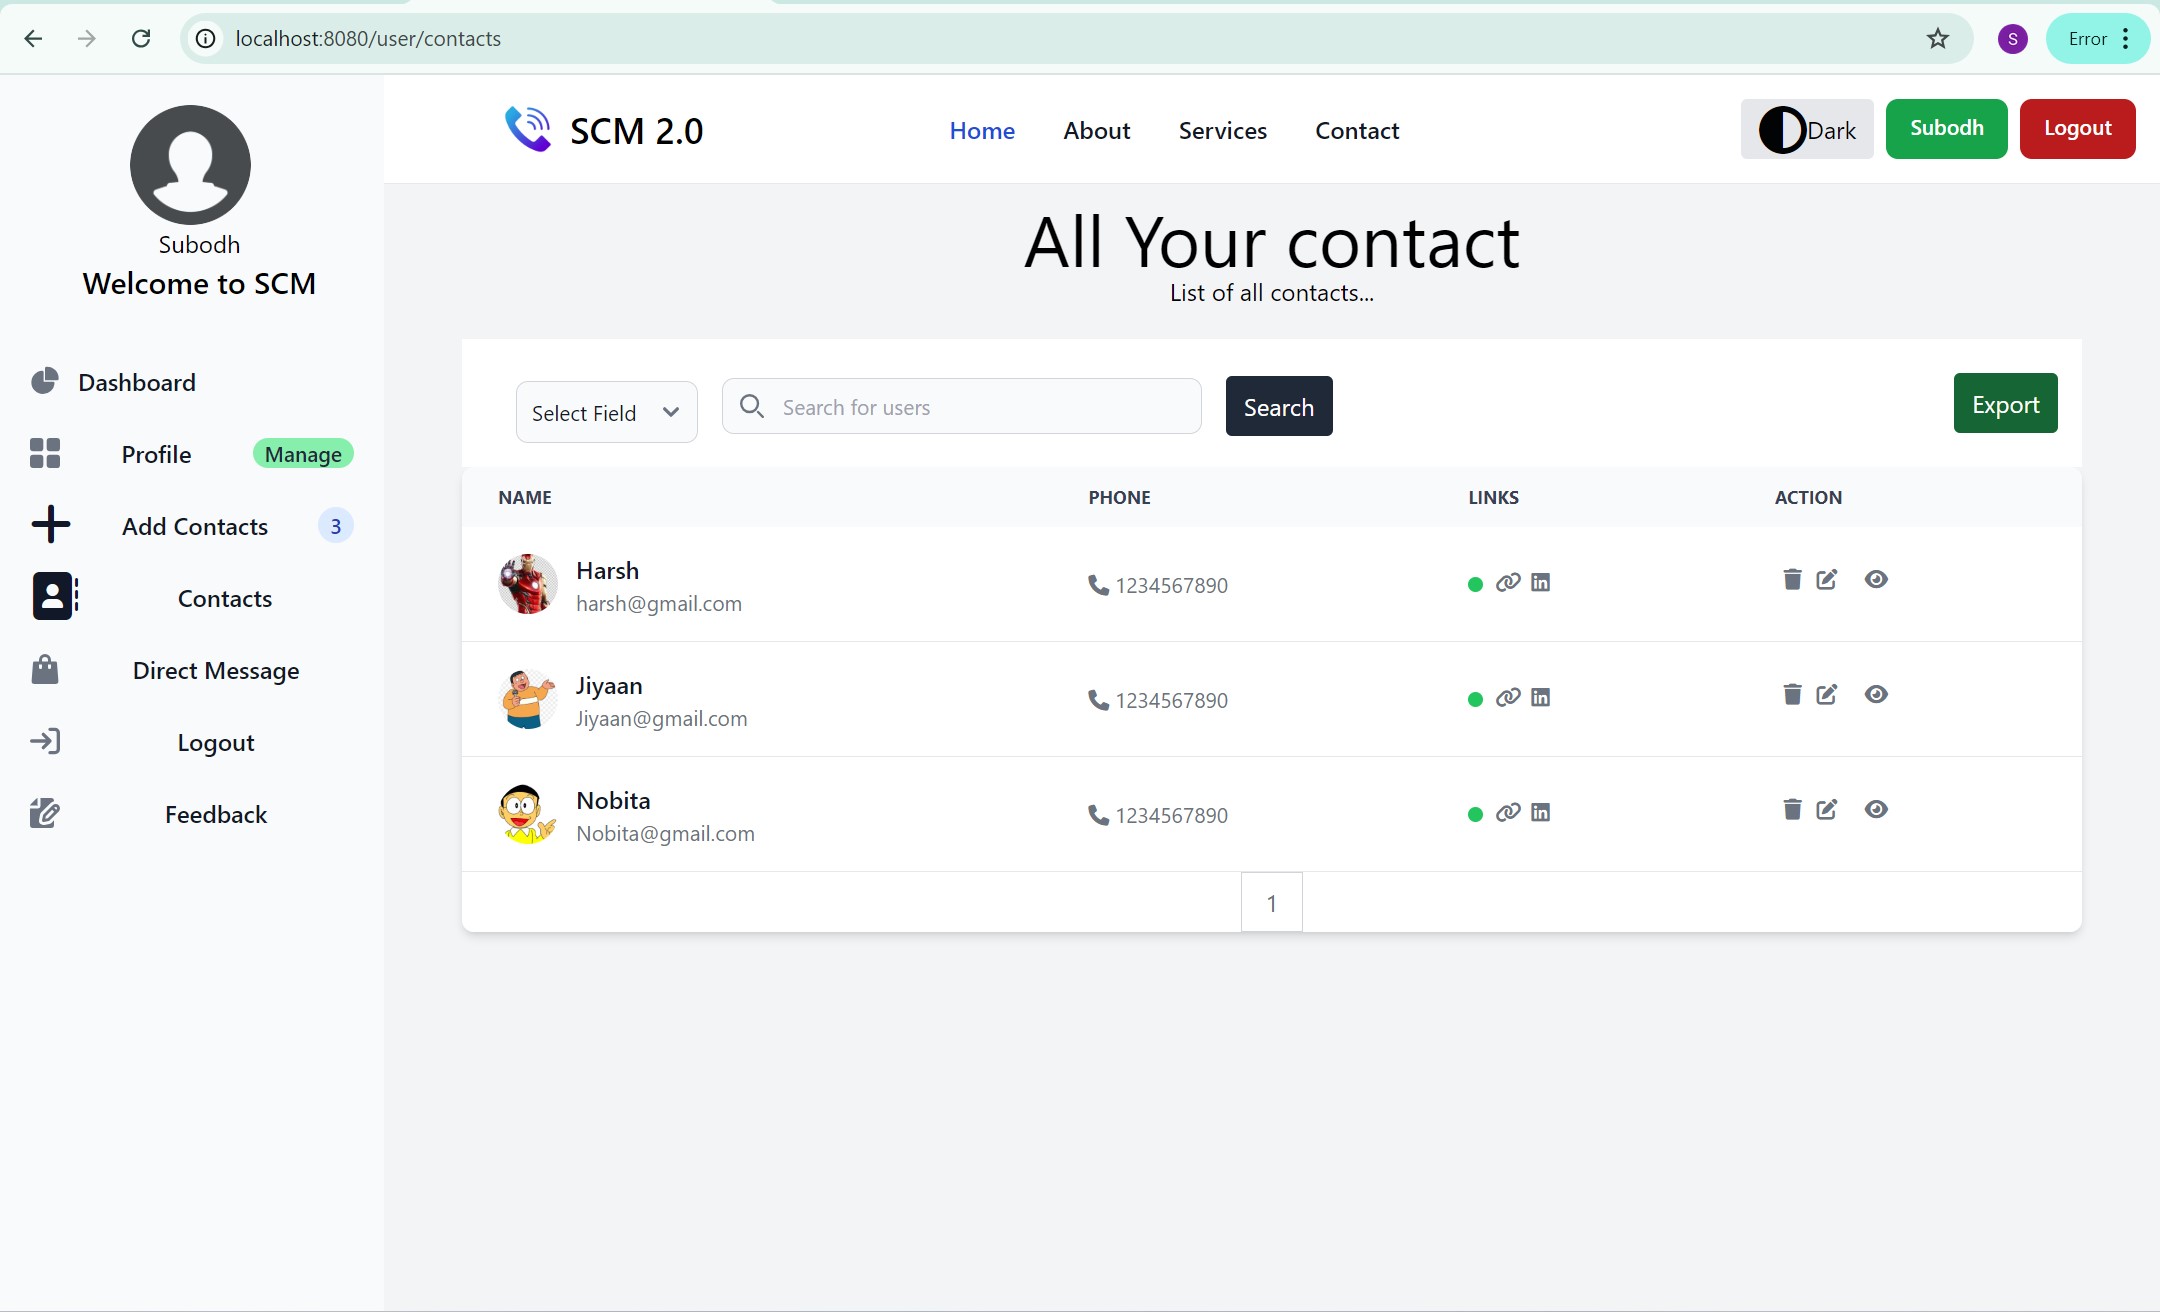 localhost:8080/user/contacts
S
Error
Subodh
Welcome to SCM
Dashboard
Profile
Manage
Add Contacts
3
Contacts
Direct Message
Logout
Feedback
SCM 2.0
Home
About
Services
Contact
Dark
Subodh
Logout
All Your contact
List of all contacts...
Select Field
Search for users
Search
Export
NAME PHONE LINKS ACTION
Harsh
harsh@gmail.com
1234567890
in
Jiyaan
Jiyaan@gmail.com
1234567890
in
Nobita
Nobita@gmail.com
1234567890
in
1